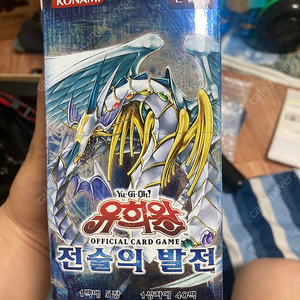 KONAMI
Yu-Gi-Oh!
유희왕
OFFICIAL CARD GAME
전술의 발전
1팩에 5장 1상자에 40팩